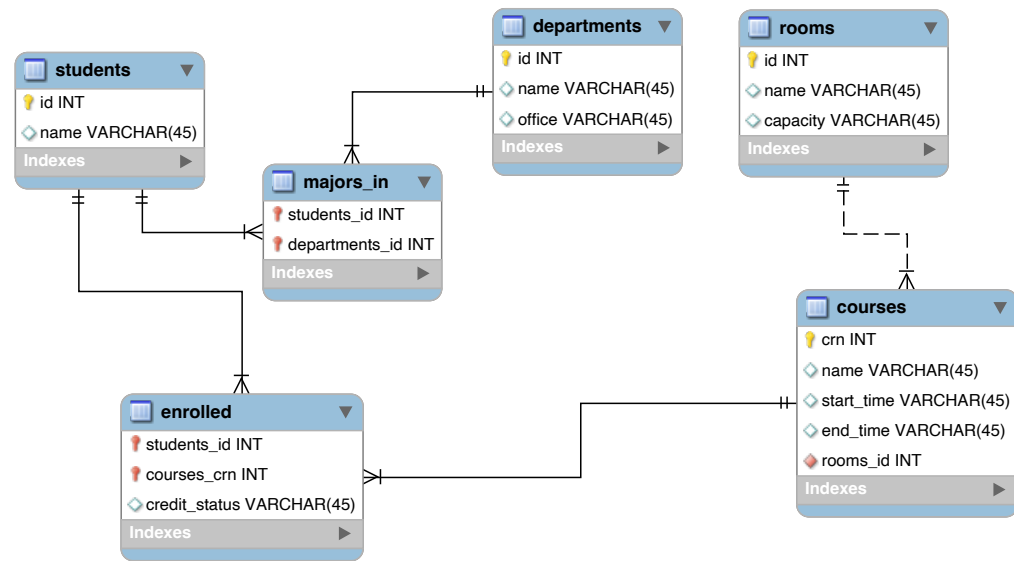 students
id INT
name VARCHAR(45)
Indexes
departments
id INT
name VARCHAR(45)
office VARCHAR(45)
Indexes
rooms
id INT
name VARCHAR(45)
capacity VARCHAR(45)
Indexes
majors_in
students_id INT
departments_id INT
Indexes
courses
crn INT
name VARCHAR(45)
start_time VARCHAR(45)
end_time VARCHAR(45)
rooms_id INT
Indexes
enrolled
students_id INT
courses_crn INT
credit_status VARCHAR(45)
Indexes